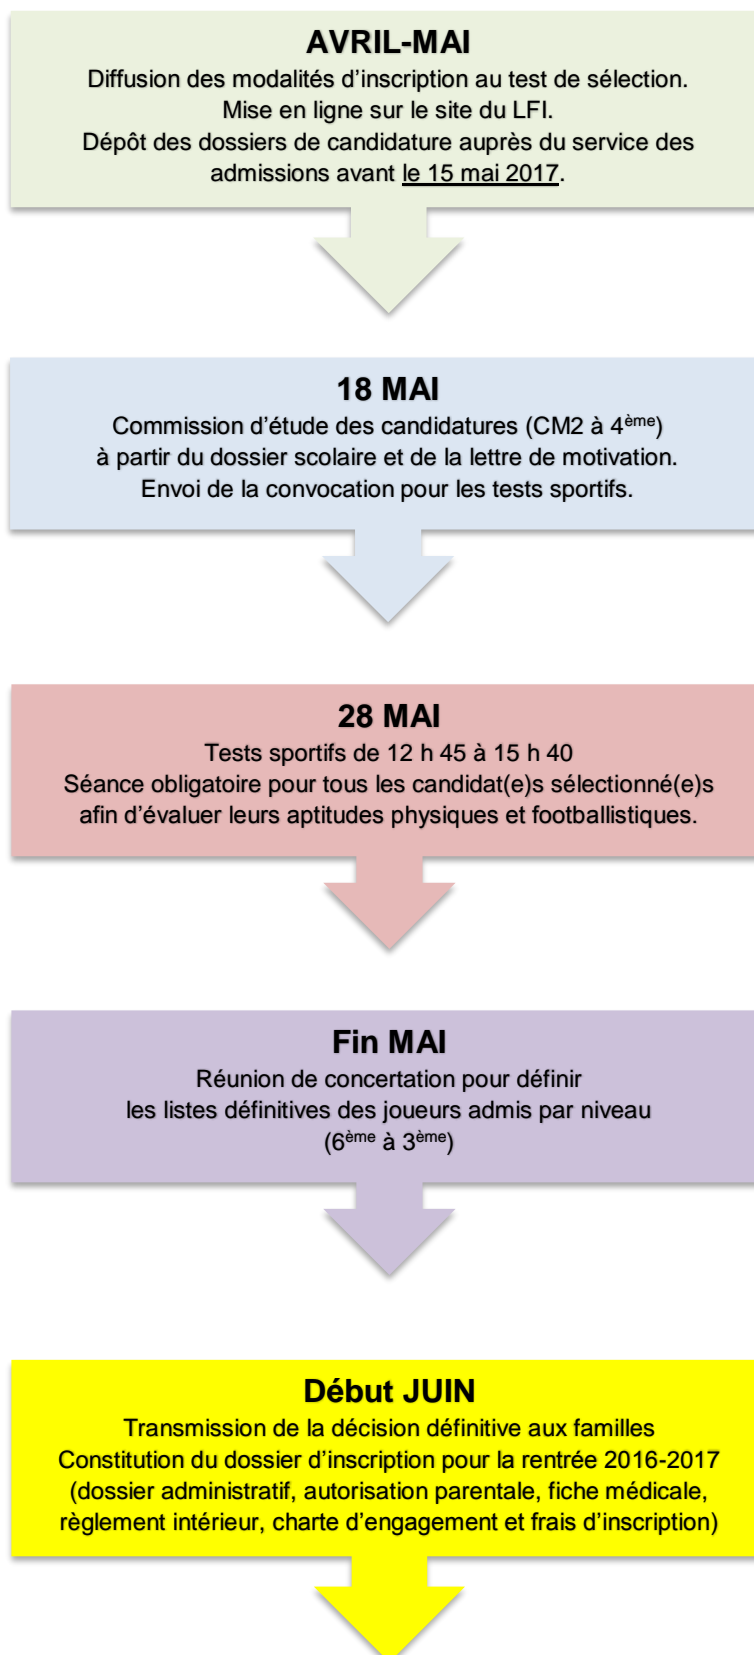 AVRIL-MAI
Diffusion des modalités d’inscription au test de sélection.
Mise en ligne sur le site du LFI.
Dépôt des dossiers de candidature auprès du service des
admissions avant le 15 mai 2017.
18 MAI
Commission d’étude des candidatures (CM2 à 4ème)
à partir du dossier scolaire et de la lettre de motivation.
Envoi de la convocation pour les tests sportifs.
28 MAI
Tests sportifs de 12 h 45 à 15 h 40
Séance obligatoire pour tous les candidat(e)s sélectionné(e)s
afin d’évaluer leurs aptitudes physiques et footballistiques.
Fin MAI
Réunion de concertation pour définir
les listes définitives des joueurs admis par niveau
(6ème à 3ème)
Début JUIN
Transmission de la décision définitive aux familles
Constitution du dossier d’inscription pour la rentrée 2016-2017
(dossier administratif, autorisation parentale, fiche médicale,
règlement intérieur, charte d’engagement et frais d’inscription)